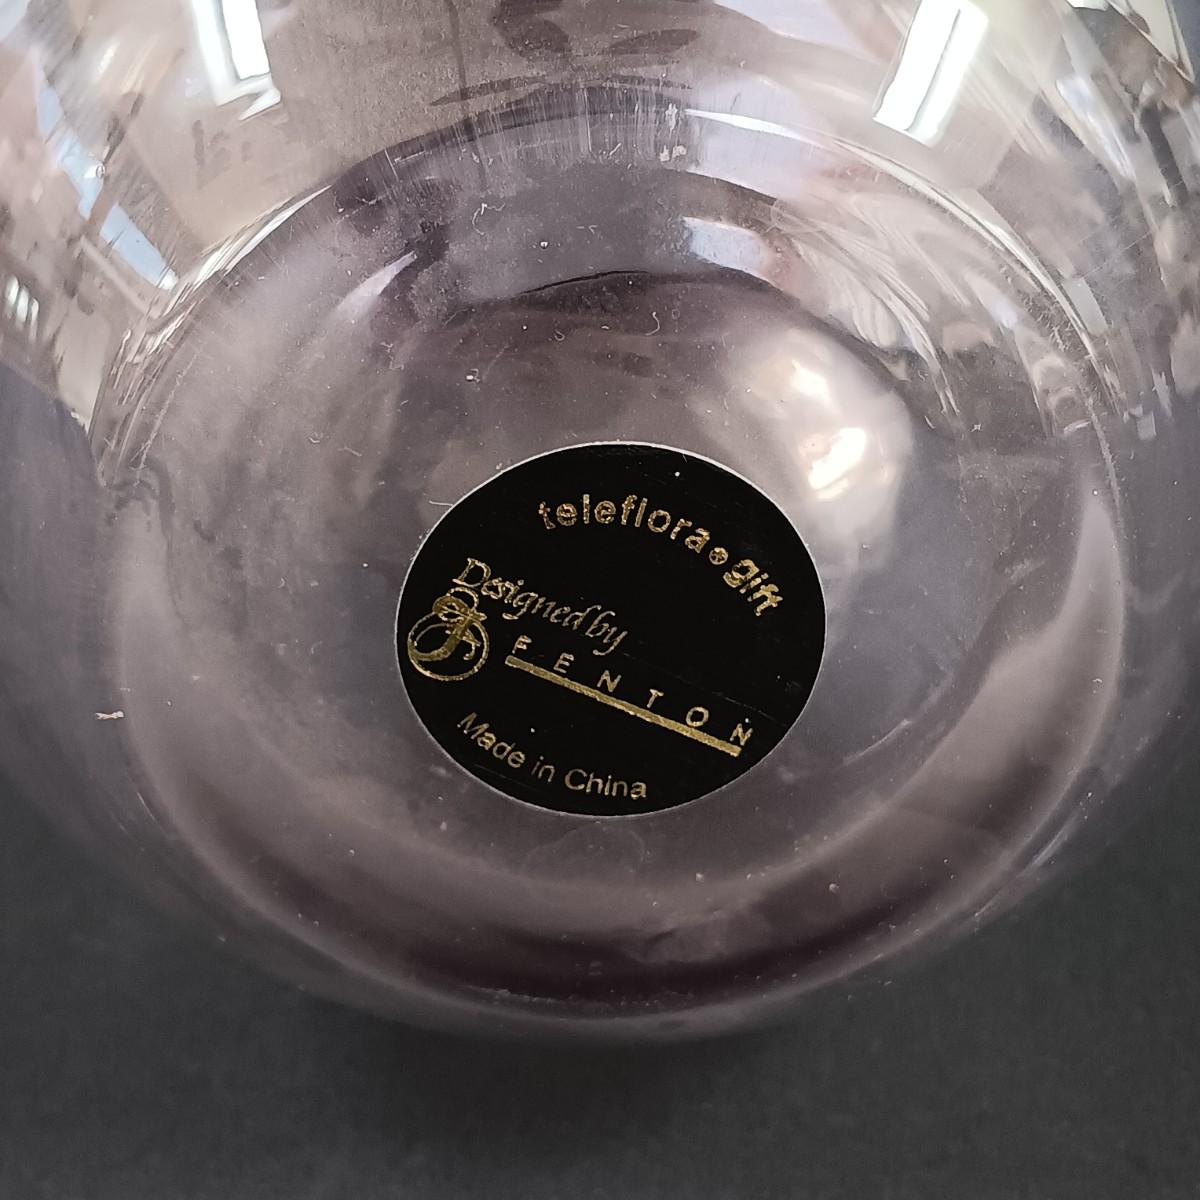 teleflora gift
Designed by
FENTON
Made in China